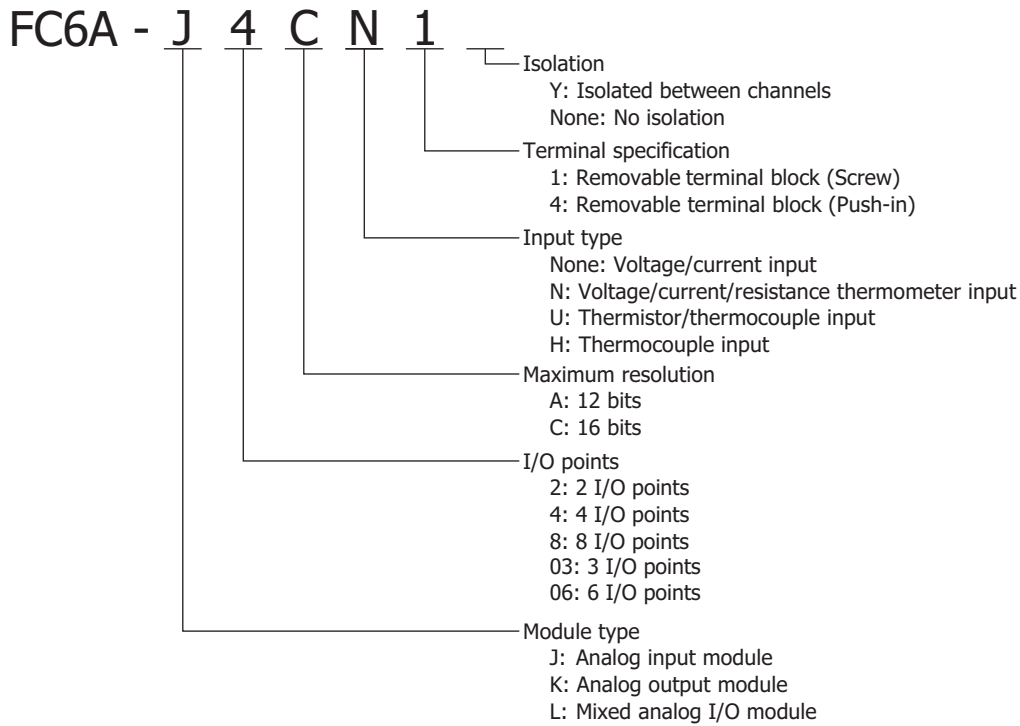 FC6A - J 4 C N 1
Isolation
Y: Isolated between channels
None: No isolation
Terminal specification
1: Removable terminal block (Screw)
4: Removable terminal block (Push-in)
Input type
None: Voltage/current input
N: Voltage/current/resistance thermometer input
U: Thermistor/thermocouple input
H: Thermocouple input
Maximum resolution
A: 12 bits
C: 16 bits
I/O points
2: 2 I/O points
4: 4 I/O points
8: 8 I/O points
03: 3 I/O points
06: 6 I/O points
Module type
J: Analog input module
K: Analog output module
L: Mixed analog I/O module